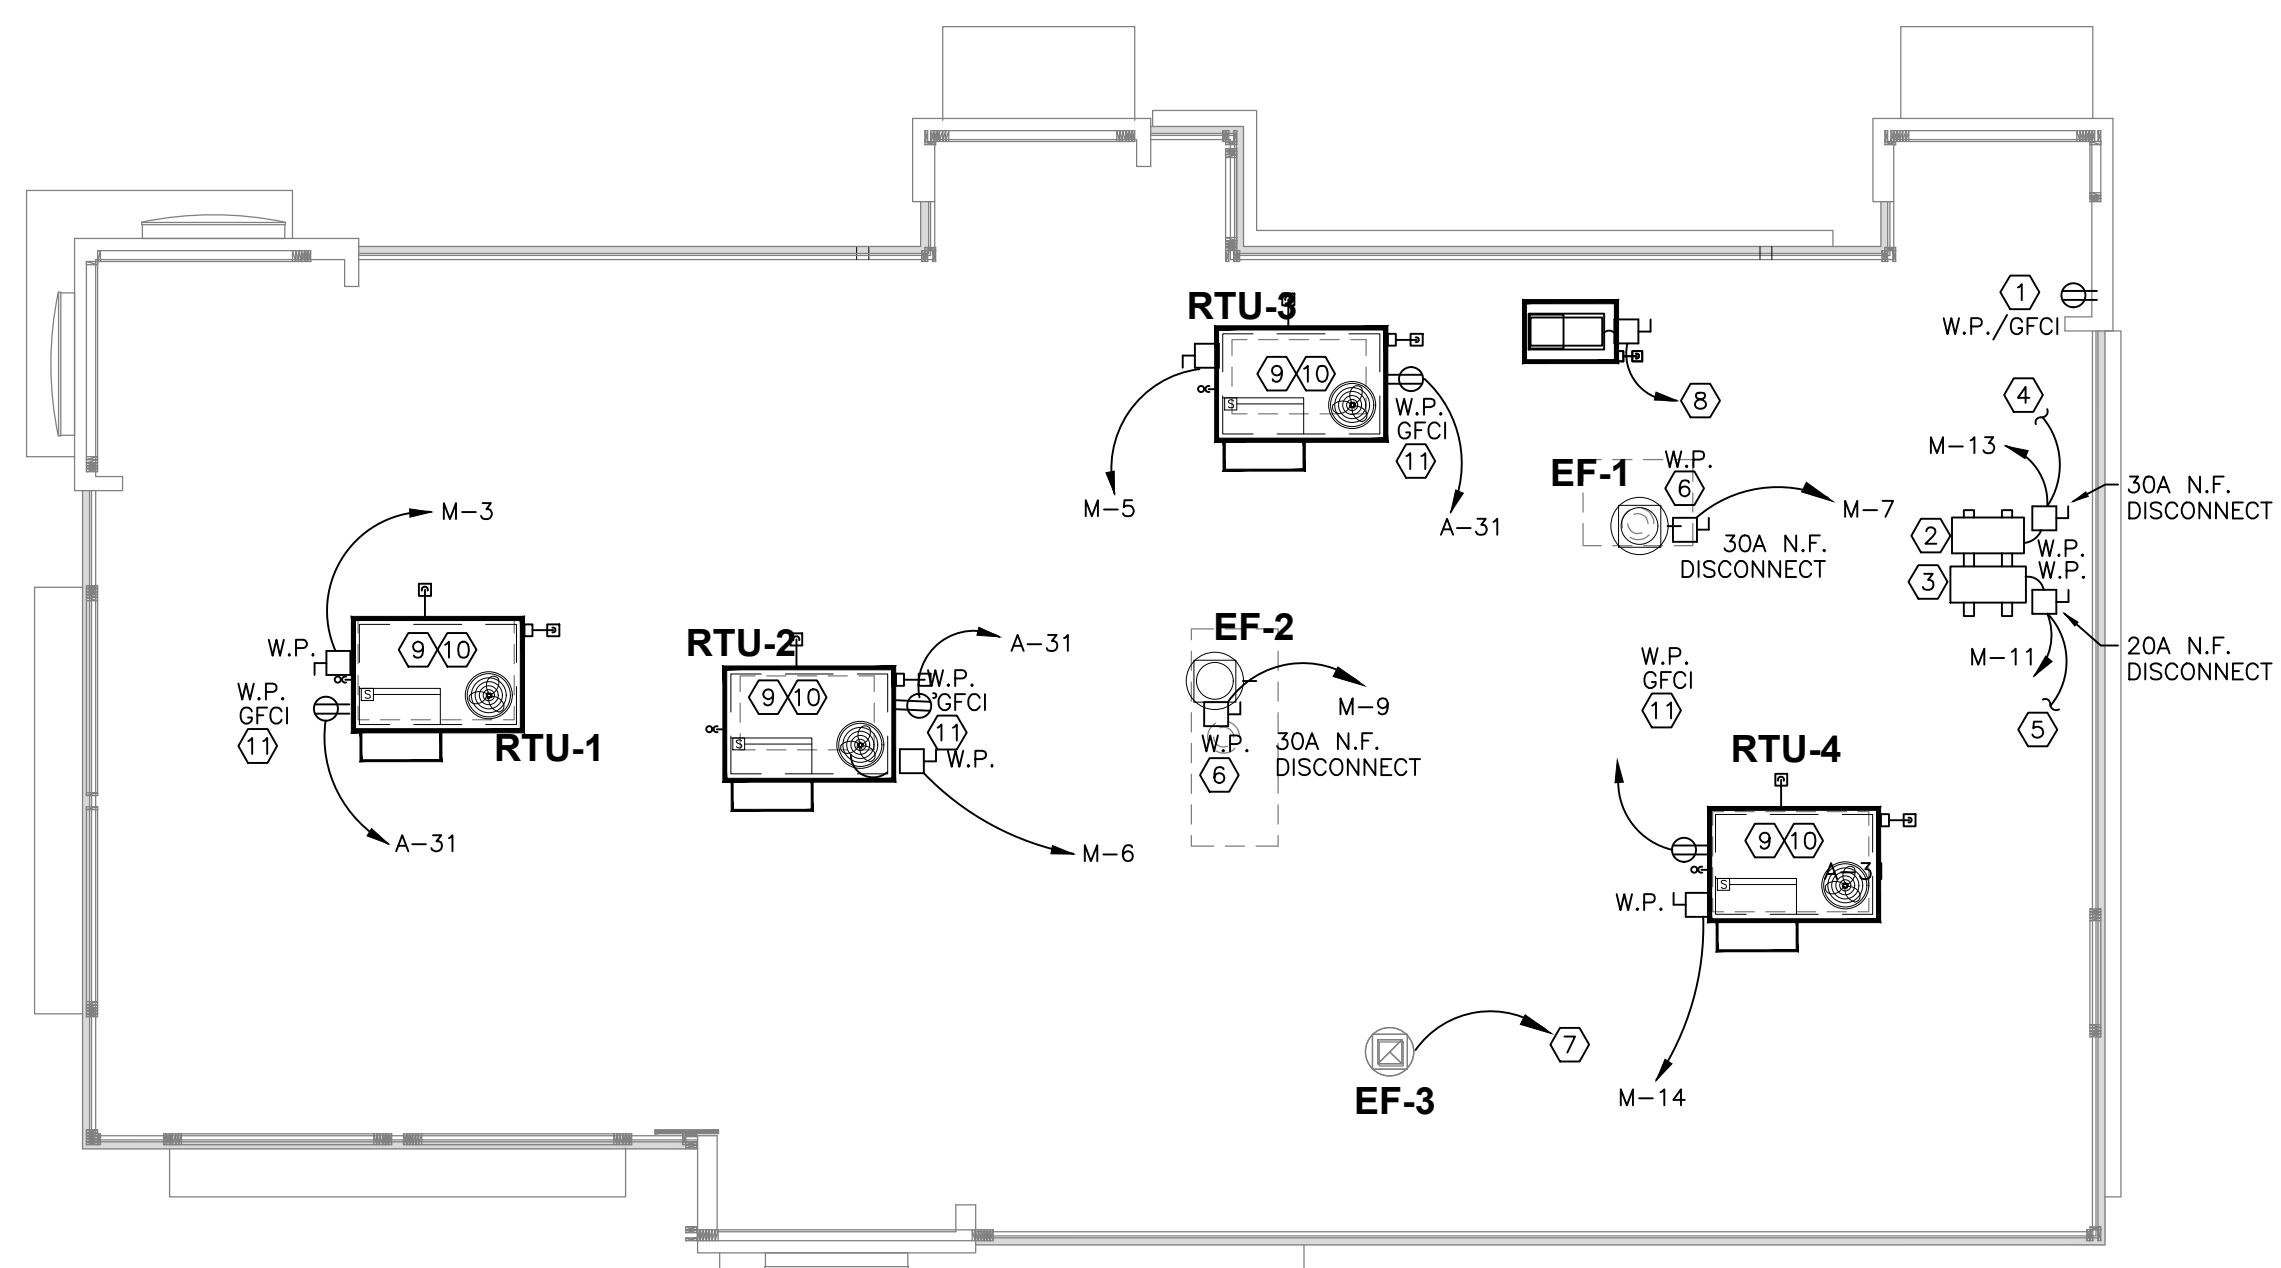 RTU-3
1
W.P./GFCI
9 10
S
W.P.
GFCI
11
8
4
M-13
M-5
A-31
EF-1
W.P.
6
M-7
30A N.F.
DISCONNECT
30A N.F.
DISCONNECT
2
W.P.
3
W.P.
M-3
W.P.
9 10
S
W.P.
GFCI
11
RTU-1
A-31
RTU-2
9 10
S
A-31
W.P.
GFCI
11
W.P.
M-6
EF-2
M-9
W.P.
6
30A N.F.
DISCONNECT
W.P.
GFCI
11
M-11
20A N.F.
DISCONNECT
5
RTU-4
9 10
A-3
S
W.P.
M-14
7
EF-3